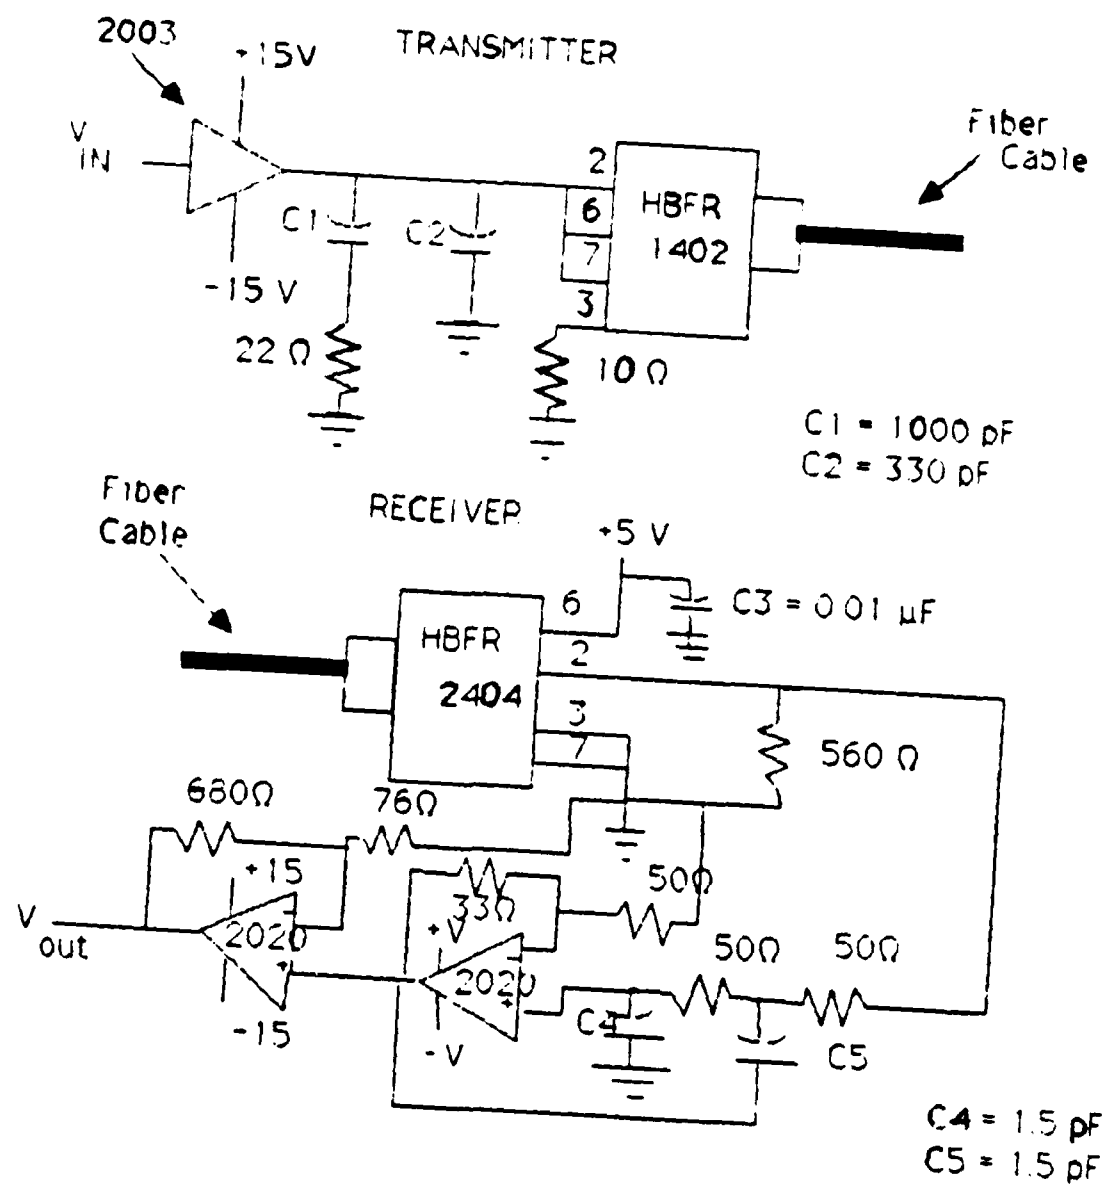 2003
+15V
TRANSMITTER
Fiber
Cable
V
IN
-15 V
C1
C2
2
6
7
3
HBFR
1402
22 Ω
10 Ω
C1 = 1000 pF
C2 = 330 pF
Fiber
Cable
RECEIVER
+5 V
C3 = 0.01 µF
HBFR
2404
6
2
3
7
560 Ω
680Ω
76Ω
+15
2020
-15
V
out
33Ω
50Ω
+V
2020
-V
50Ω
50Ω
C4
C5
C4 = 1.5 pF
C5 = 1.5 pF